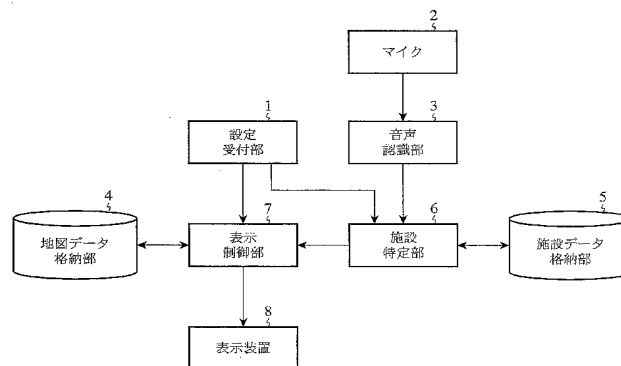 2
マイク
1
3
設定
受付部
音声
認識部
4
7
6
5
地図データ
格納部
表示
制御部
施設
特定部
施設データ
格納部
8
表示装置